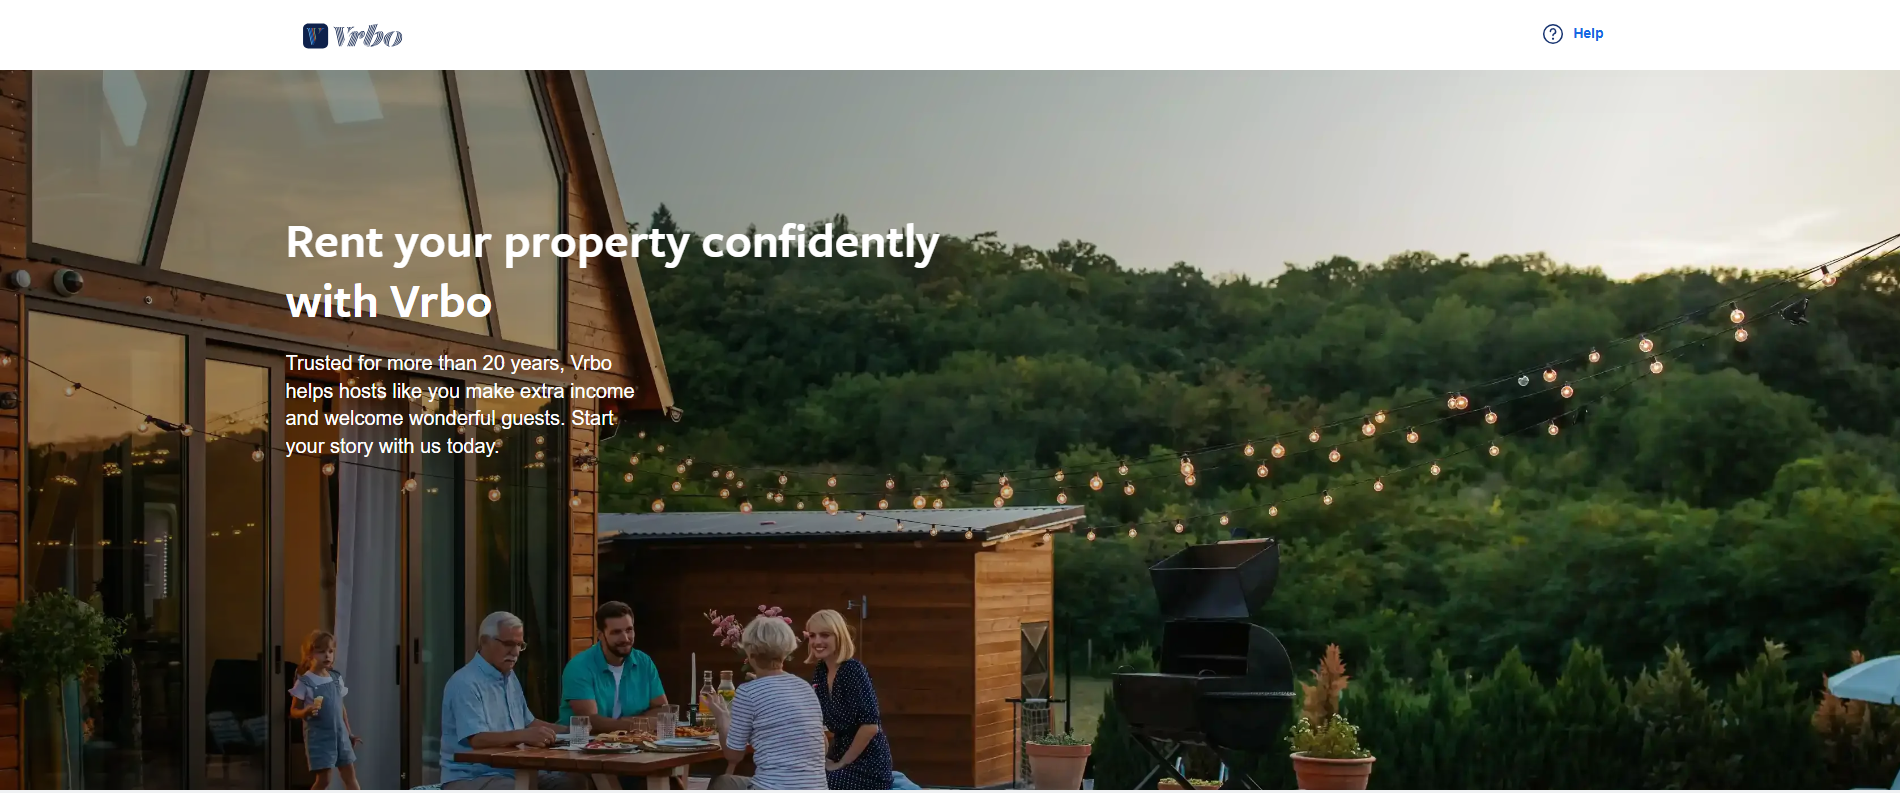 Vrbo
Help
Rent your property confidently
with Vrbo
Trusted for more than 20 years, Vrbo
helps hosts like you make extra income
and welcome wonderful guests. Start
your story with us today.